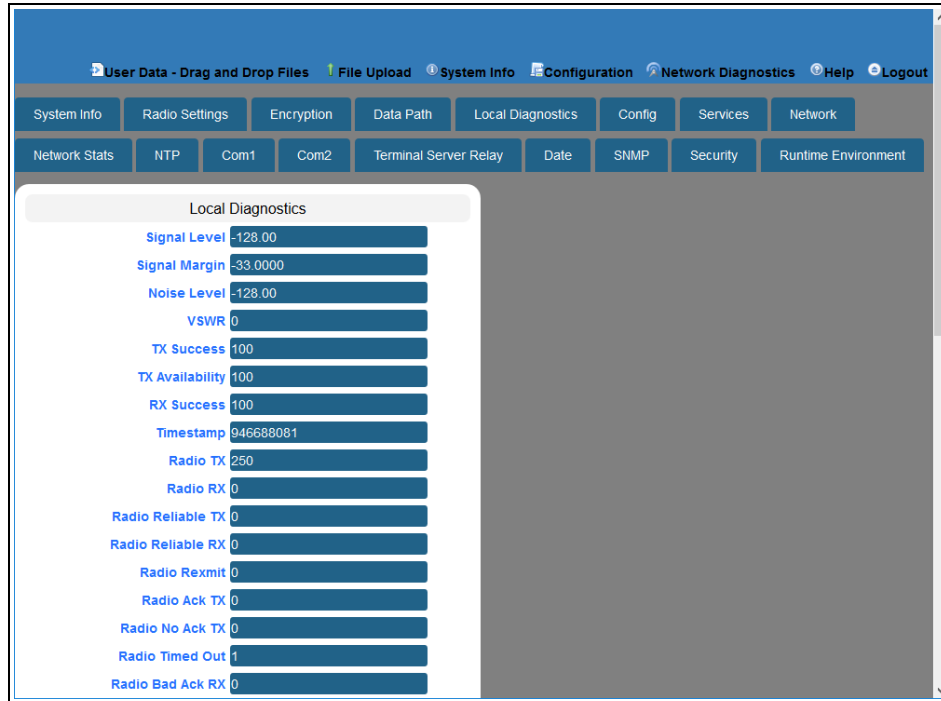 User Data - Drag and Drop Files File Upload System Info Configuration Network Diagnostics Help Logout
System Info Radio Settings Encryption Data Path Local Diagnostics Config Services Network
Network Stats NTP Com1 Com2 Terminal Server Relay Date SNMP Security Runtime Environment
Local Diagnostics
Signal Level -128.00
Signal Margin -33.0000
Noise Level -128.00
VSWR 0
TX Success 100
TX Availability 100
RX Success 100
Timestamp 946688081
Radio TX 250
Radio RX 0
Radio Reliable TX 0
Radio Reliable RX 0
Radio Rexmit 0
Radio Ack TX 0
Radio No Ack TX 0
Radio Timed Out 1
Radio Bad Ack RX 0